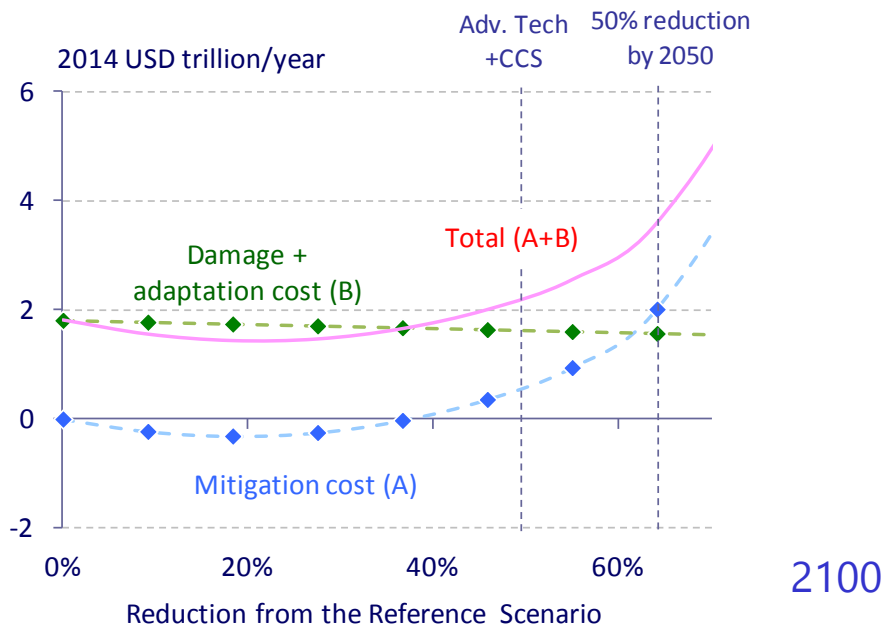 Adv. Tech
+CCS
50% reduction
by 2050
2014 USD trillion/year
6
4
2
0
-2
Damage +
adaptation cost (B)
Total (A+B)
Mitigation cost (A)
0%
20%
40%
60%
2100
Reduction from the Reference Scenario